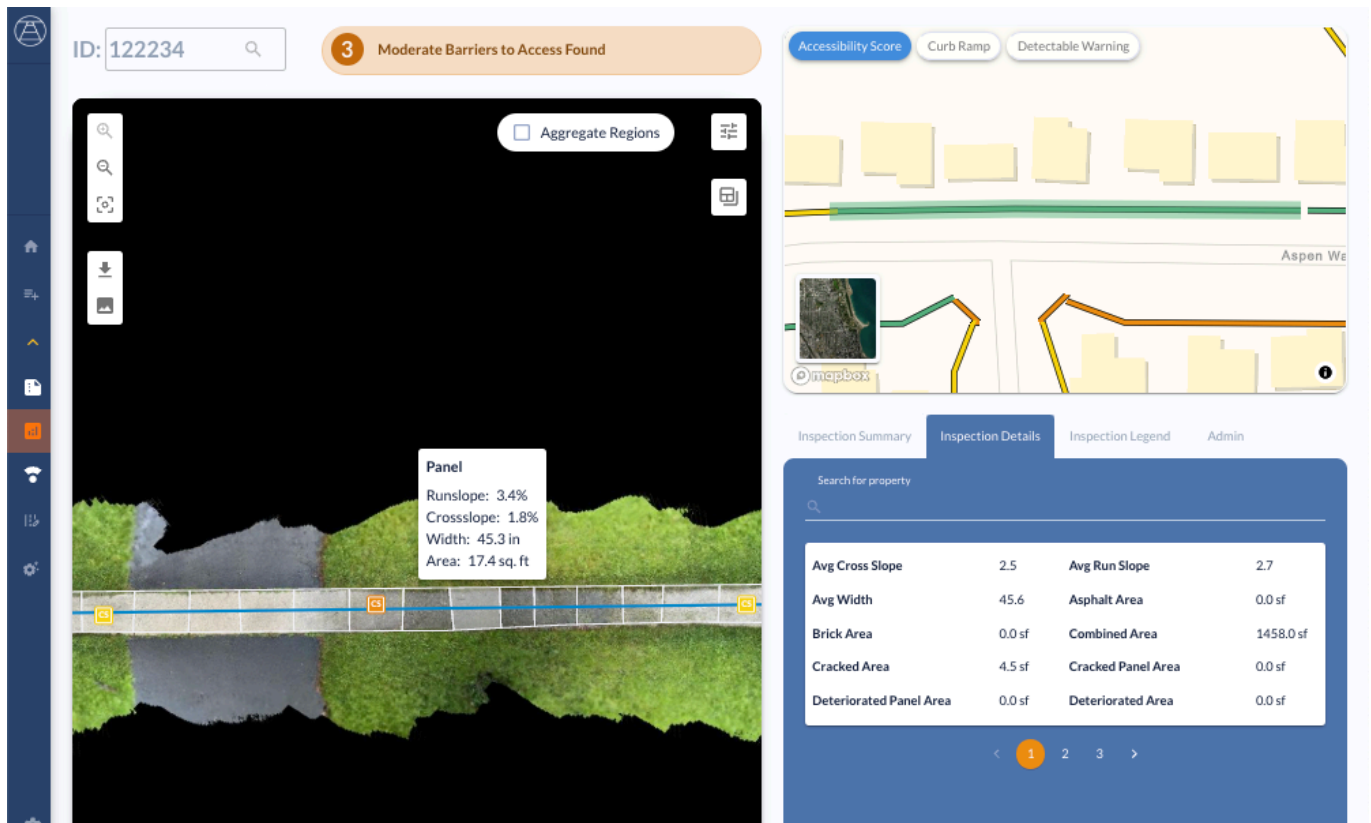 ID: 122234
3 Moderate Barriers to Access Found
Aggregate Regions
Panel
Runslope: 3.4%
Crossslope: 1.8%
Width: 45.3 in
Area: 17.4 sq. ft
CS
CS
CS
Accessibility Score
Curb Ramp
Detectable Warning
Aspen Wa
mapbox
Inspection Summary
Inspection Details
Inspection Legend
Admin
Search for property
Avg Cross Slope 2.5 Avg Run Slope 2.7
Avg Width 45.6 Asphalt Area 0.0 sf
Brick Area 0.0 sf Combined Area 1458.0 sf
Cracked Area 4.5 sf Cracked Panel Area 0.0 sf
Deteriorated Panel Area 0.0 sf Deteriorated Area 0.0 sf
< 1 2 3 >